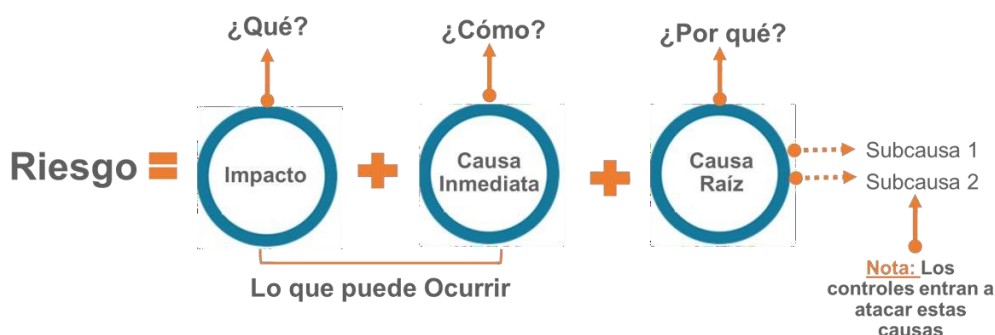 ¿Qué?
¿Cómo?
¿Por qué?
Riesgo =
Impacto
+
Causa
Inmediata
+
Causa
Raíz
Subcausa 1
Subcausa 2
Lo que puede Ocurrir
Nota: Los
controles entran a
atacar estas
causas